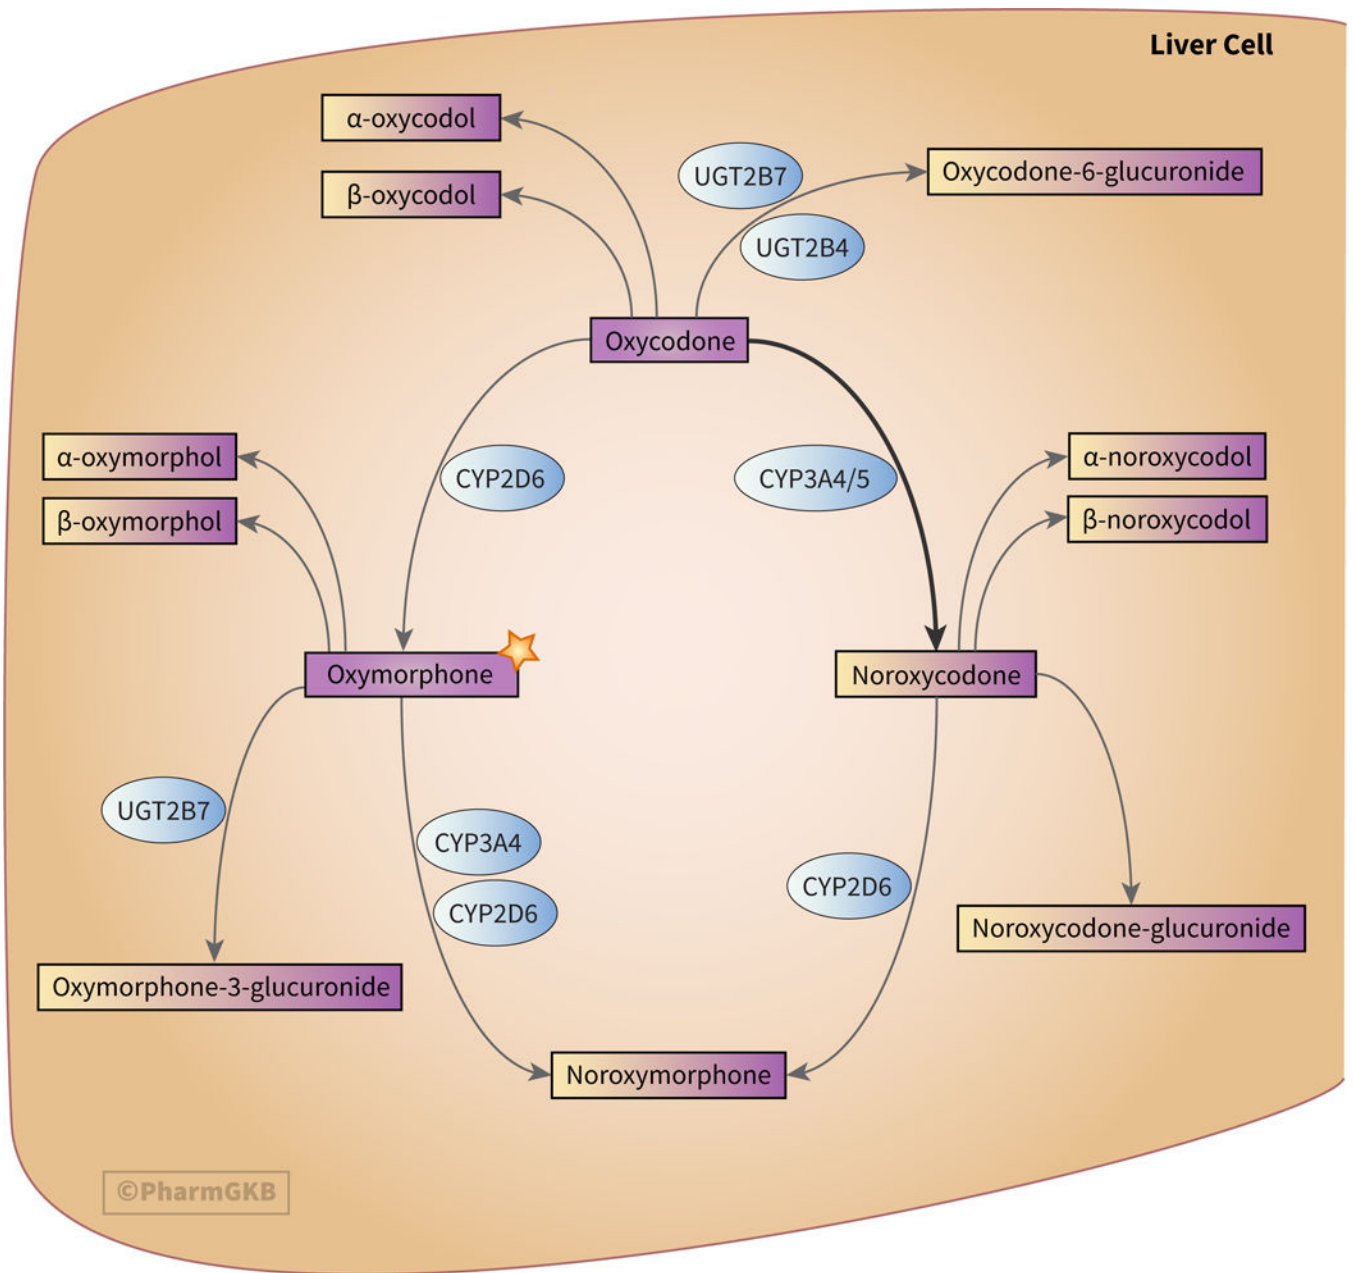 Liver Cell
α-oxycodol
β-oxycodol
UGT2B7
Oxycodone-6-glucuronide
UGT2B4
Oxycodone
α-oxymorphol
β-oxymorphol
CYP2D6
CYP3A4/5
α-noroxycodol
β-noroxycodol
Oxymorphone
Noroxycodone
UGT2B7
CYP3A4
CYP2D6
CYP2D6
Noroxycodone-glucuronide
Oxymorphone-3-glucuronide
Noroxymorphone
©PharmGKB